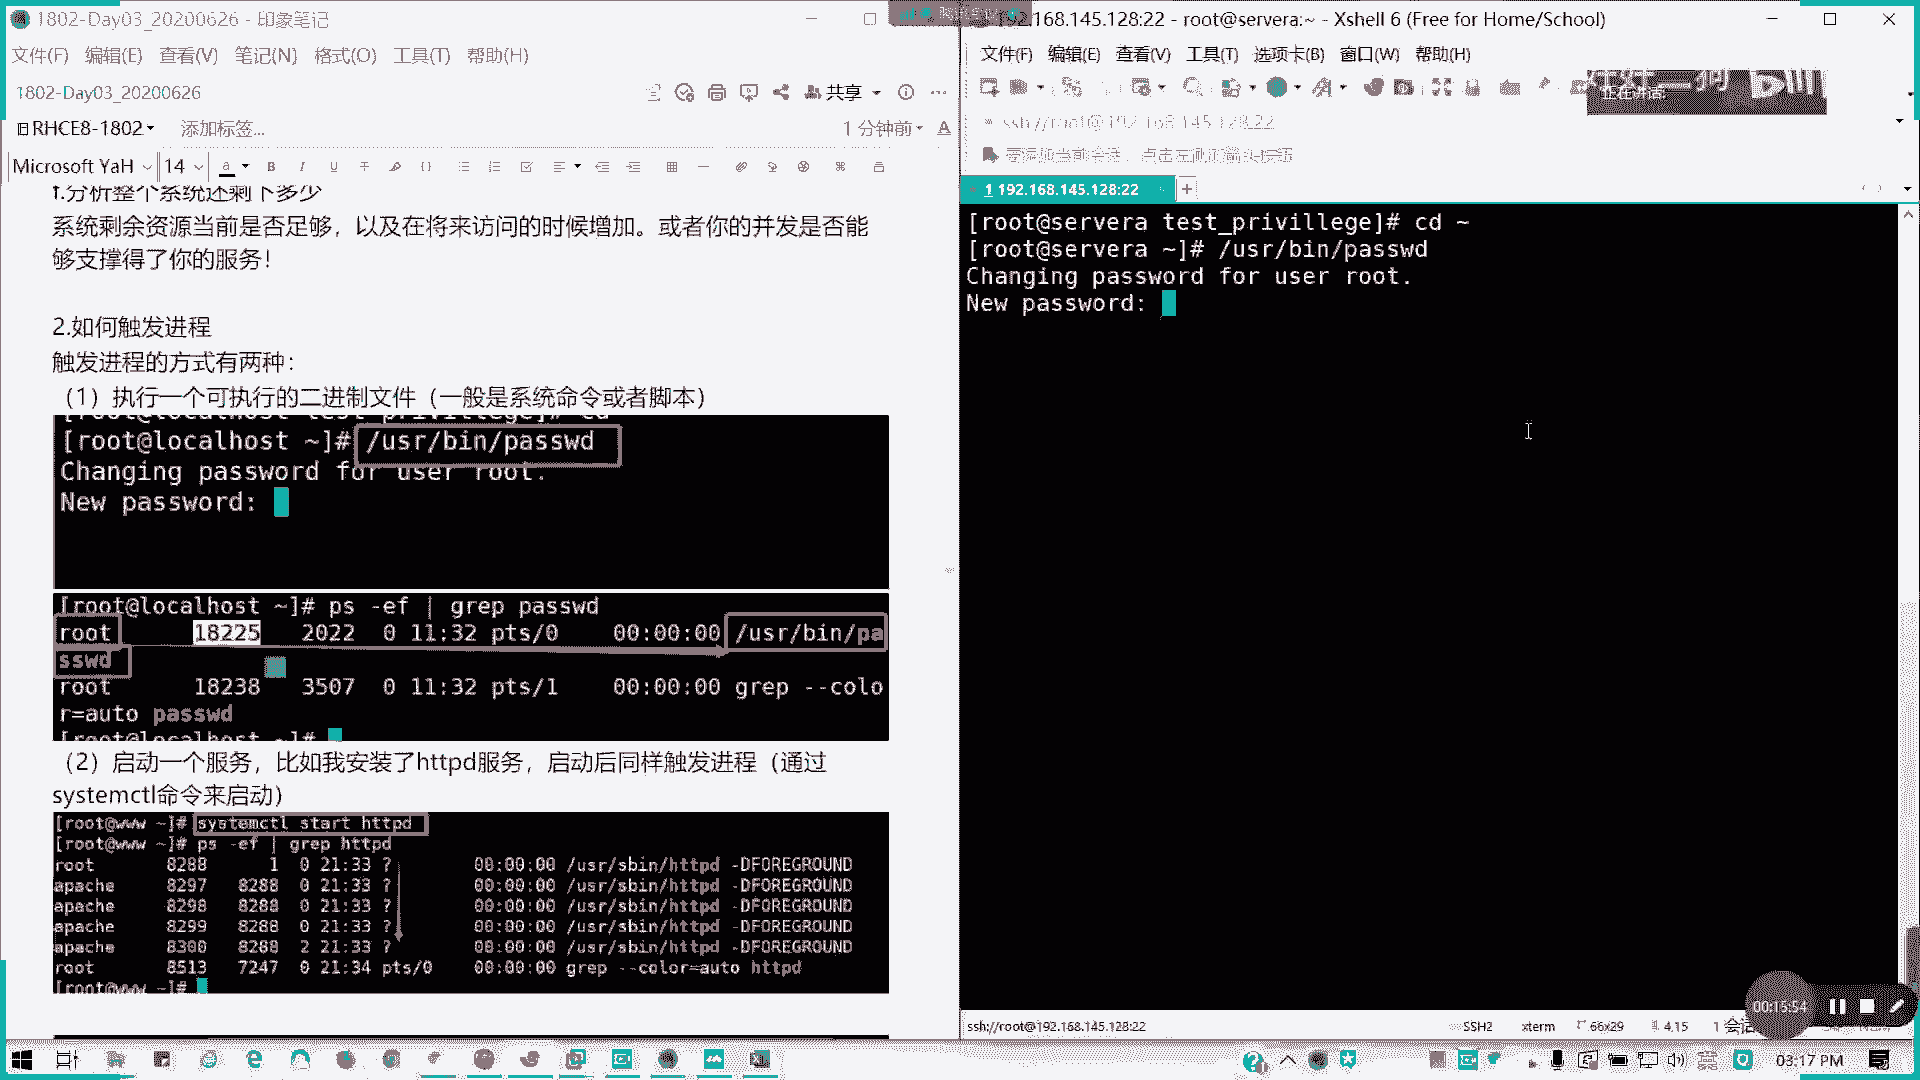 1802-Day03_20200626 - 印象笔记
文件(F) 编辑(E) 查看(V) 笔记(N) 格式(O) 工具(T) 帮助(H)
1802-Day03_20200626
共享
RHCE8-1802
添加标签...
1 分钟前
Microsoft YaH 14
1.分析整个系统还剩下多少
系统剩余资源当前是否足够，以及在将来访问的时候增加。或者你的并发是否能
够支撑得了你的服务！
2.如何触发进程
触发进程的方式有两种：
（1）执行一个可执行的二进制文件（一般是系统命令或者脚本）
[root@localhost test_privillege]# cd
[root@localhost ~]# /usr/bin/passwd
Changing password for user root.
New password:
[root@localhost ~]# ps -ef | grep passwd
root 18225 2022 0 11:32 pts/0 00:00:00 /usr/bin/pa
sswd
root 18238 3507 0 11:32 pts/1 00:00:00 grep --colo
r=auto passwd
[root@localhost ~]#
（2）启动一个服务，比如我安装了httpd服务，启动后同样触发进程（通过
systemctl命令来启动）
[root@www ~]# systemctl start httpd
[root@www ~]# ps -ef | grep httpd
root 8288 1 0 21:33 ? 00:00:00 /usr/sbin/httpd -DFOREGROUND
apache 8297 8288 0 21:33 ? 00:00:00 /usr/sbin/httpd -DFOREGROUND
apache 8298 8288 0 21:33 ? 00:00:00 /usr/sbin/httpd -DFOREGROUND
apache 8299 8288 0 21:33 ? 00:00:00 /usr/sbin/httpd -DFOREGROUND
apache 8300 8288 2 21:33 ? 00:00:00 /usr/sbin/httpd -DFOREGROUND
root 8513 7247 0 21:34 pts/0 00:00:00 grep --color=auto httpd
[root@www ~]#
192.168.145.128:22 - root@servera:~ - Xshell 6 (Free for Home/School)
文件(F) 编辑(E) 查看(V) 工具(T) 选项卡(B) 窗口(W) 帮助(H)
正在讲话:
ssh://root@192.168.145.128:22
要添加当前会话，点击左侧的箭头按钮
1 192.168.145.128:22
[root@servera test_privillege]# cd ~
[root@servera ~]# /usr/bin/passwd
Changing password for user root.
New password:
00:15:54
ssh://root@192.168.145.128:22 SSH2 xterm 66x29 4,15 1 会话
03:17 PM